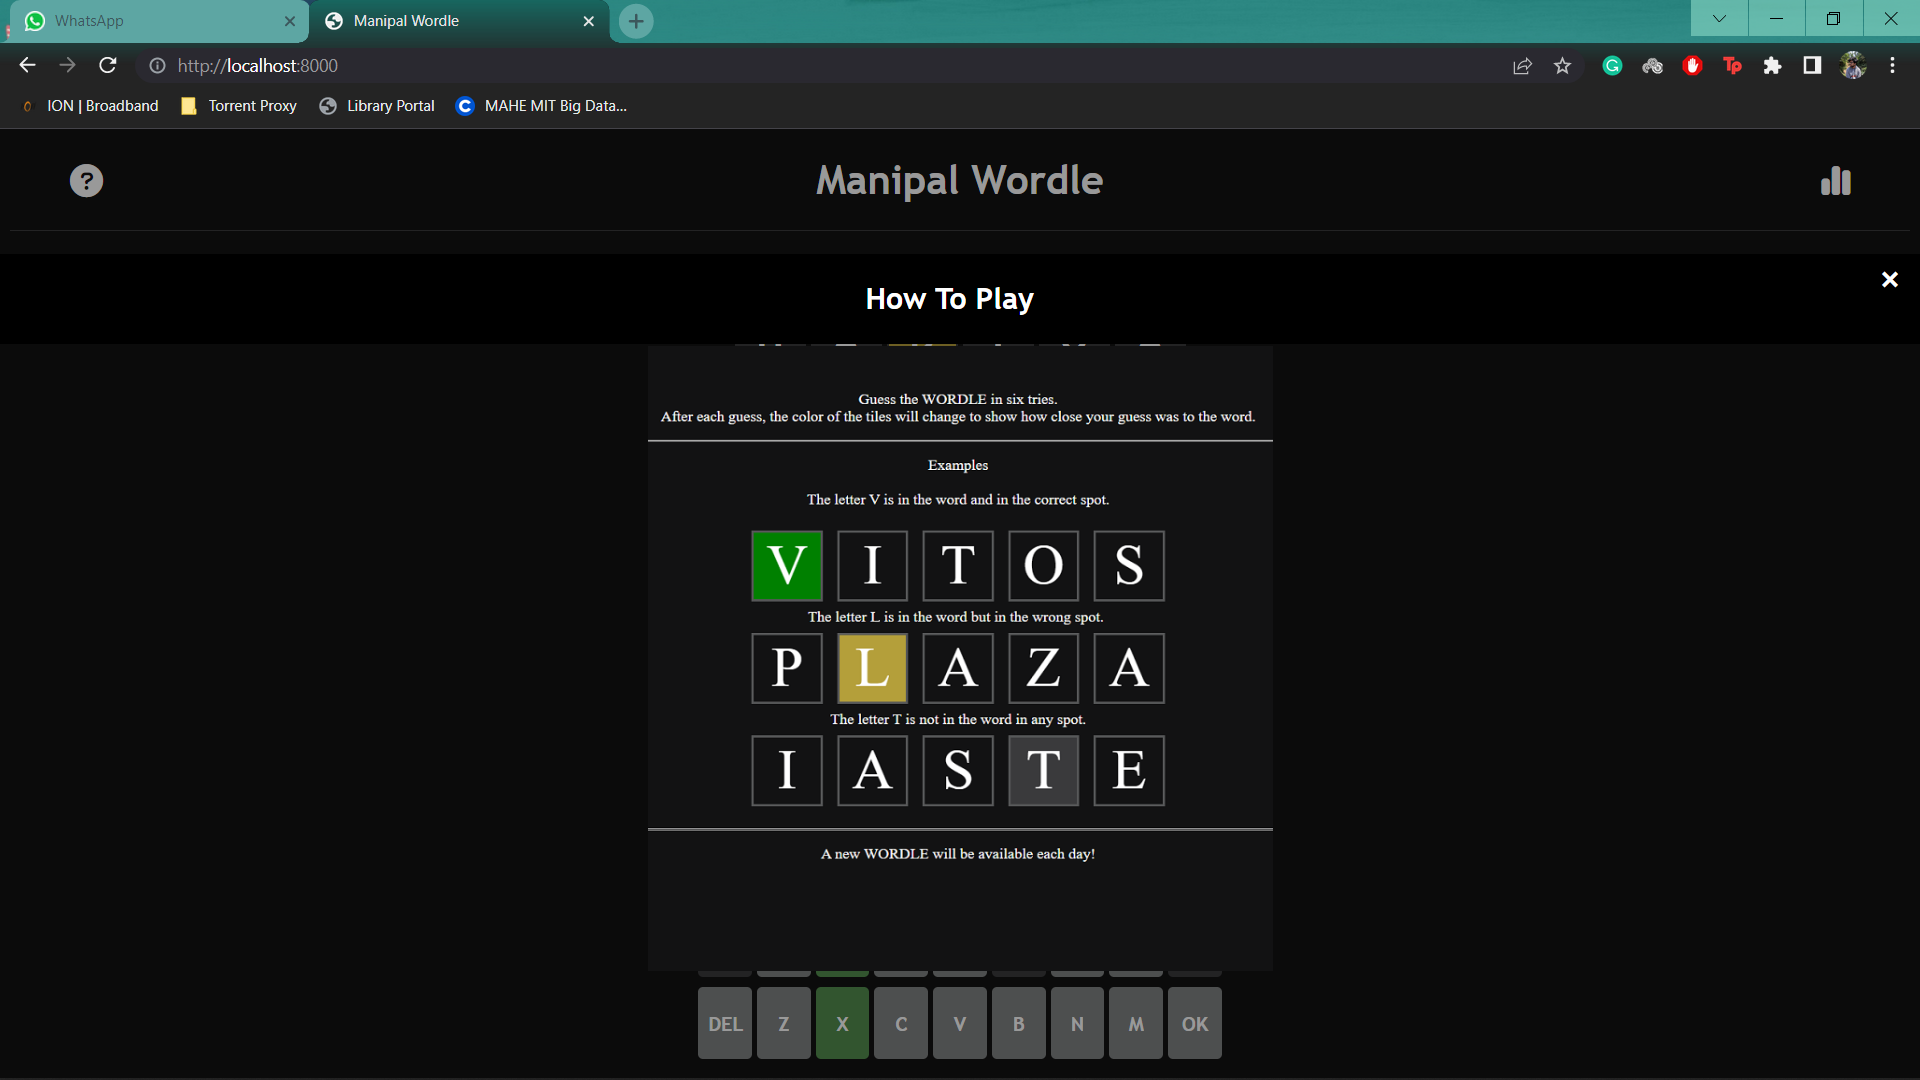 WhatsApp
Manipal Wordle
http://localhost:8000
ION | Broadband
Torrent Proxy
Library Portal
MAHE MIT Big Data...
Manipal Wordle
How To Play
Guess the WORDLE in six tries.
After each guess, the color of the tiles will change to show how close your guess was to the word.
Examples
The letter V is in the word and in the correct spot.
V I T O S
The letter L is in the word but in the wrong spot.
P L A Z A
The letter T is not in the word in any spot.
I A S T E
A new WORDLE will be available each day!
DEL Z X C V B N M OK